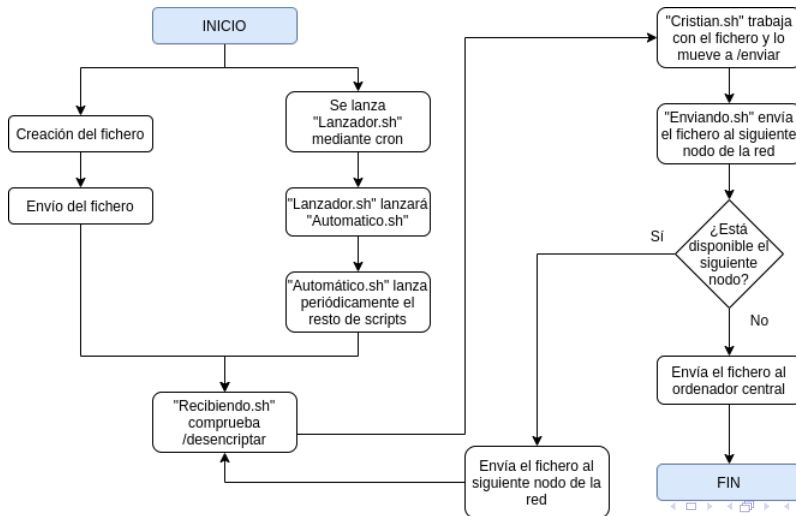 INICIO
Creación del fichero
Envío del fichero
Se lanza
"Lanzador.sh"
mediante cron
"Lanzador.sh" lanzará
"Automatico.sh"
"Automático.sh" lanza
periódicamente el
resto de scripts
"Recibiendo.sh"
comprueba
/desencriptar
"Cristian.sh" trabaja
con el fichero y lo
mueve a /enviar
"Enviando.sh" envía
el fichero al siguiente
nodo de la red
¿Está
disponible el
siguiente
nodo?
Sí
No
Envía el fichero al
siguiente nodo de la
red
Envía el fichero al
ordenador central
FIN